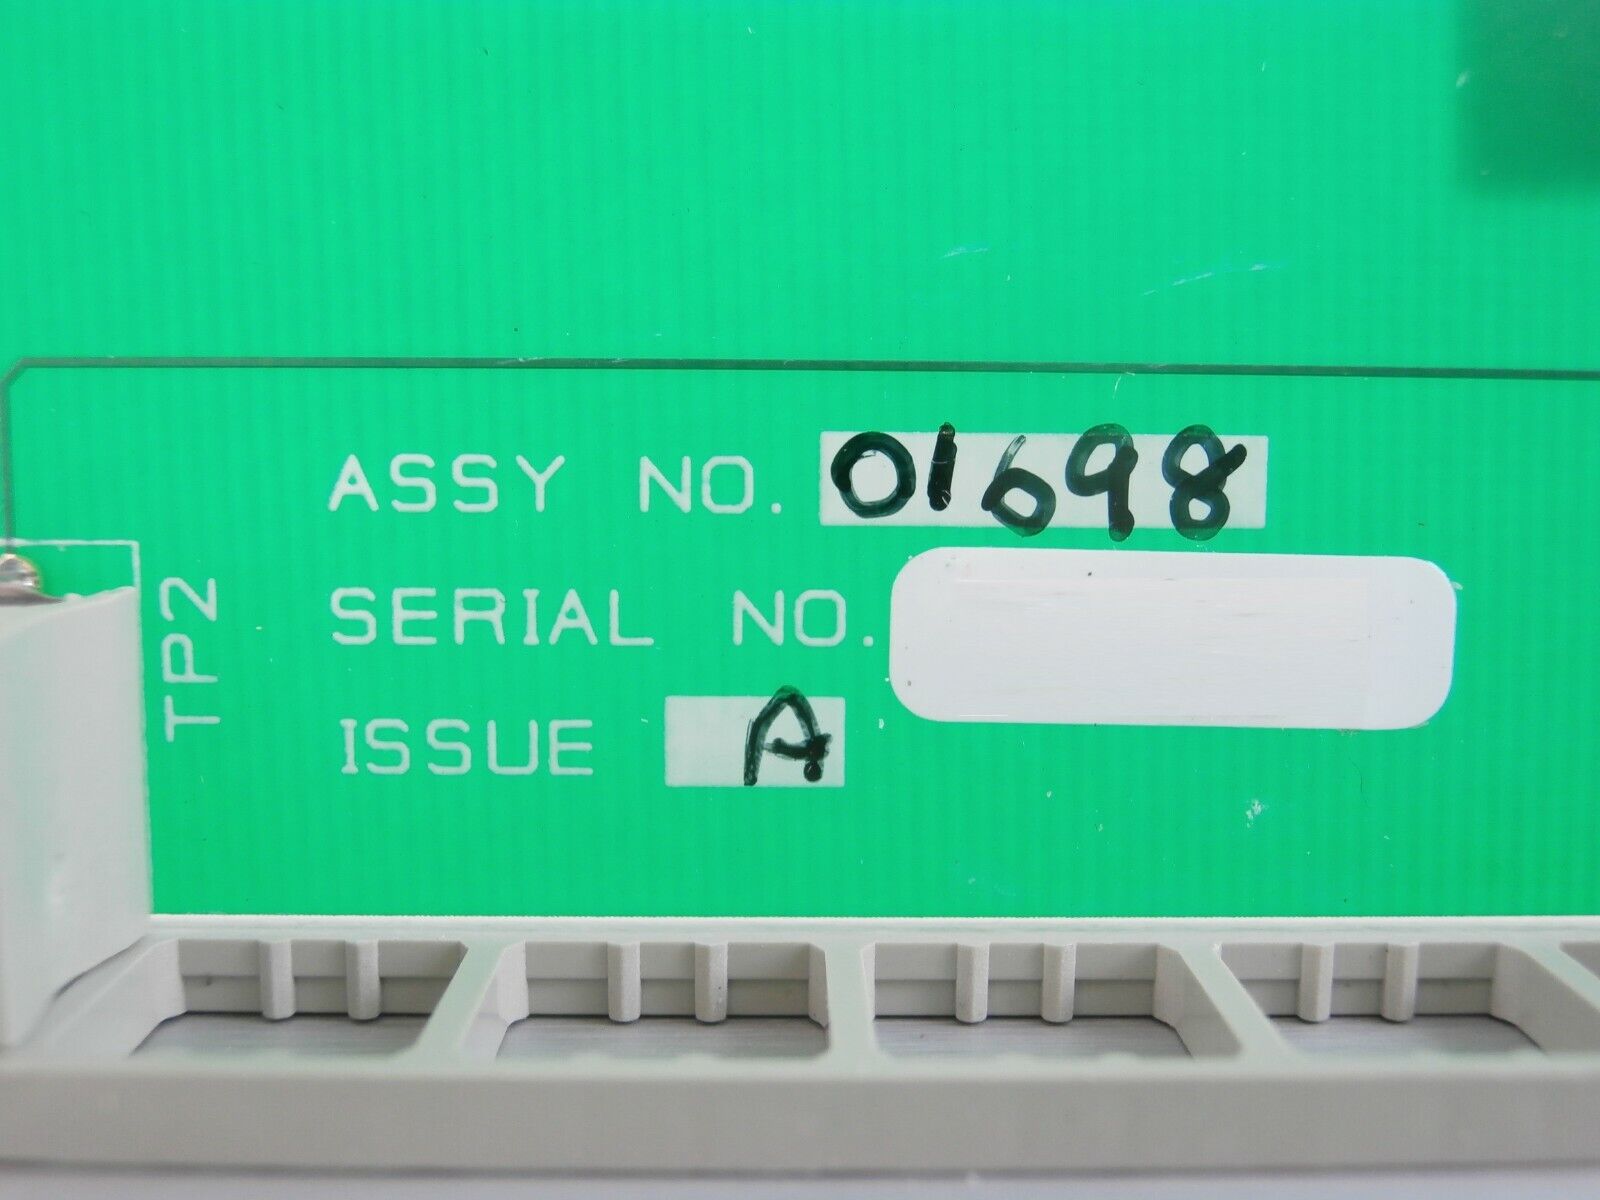 ASSY NO. 01698
SERIAL NO.
ISSUE A
TP2